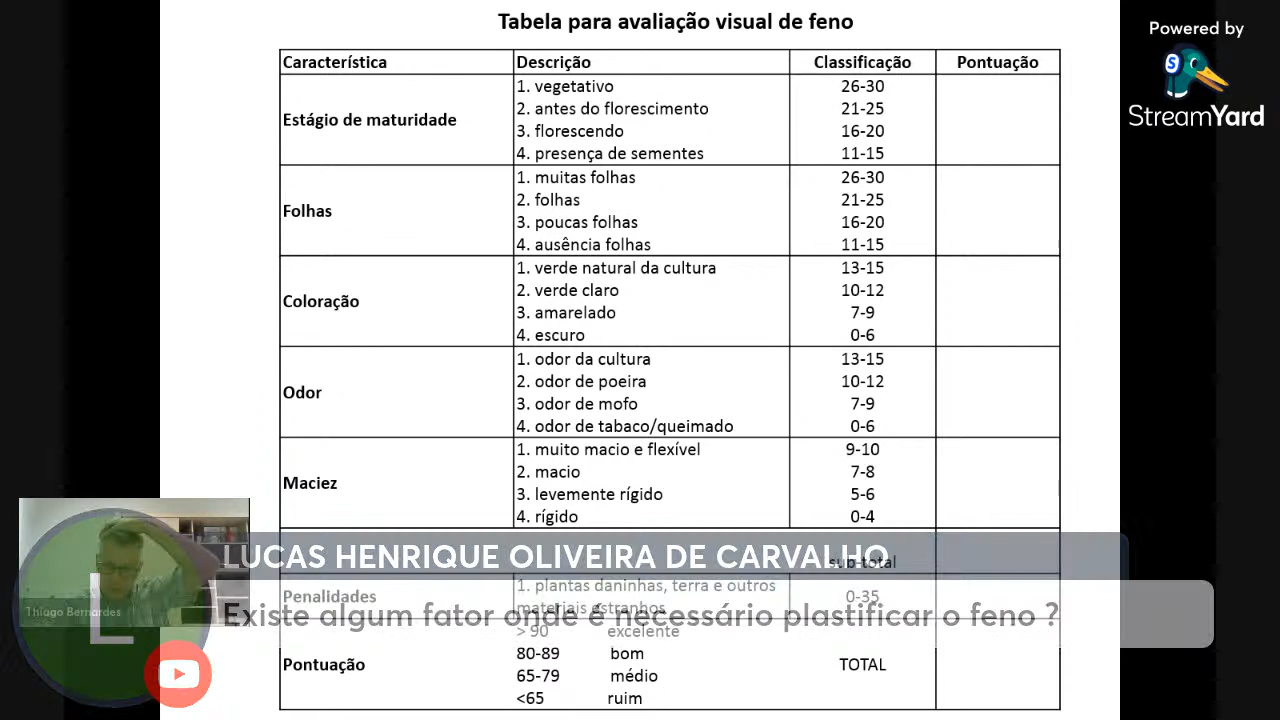 Tabela para avaliação visual de feno
Powered by
StreamYard
Característica Descrição Classificação Pontuação
Estágio de maturidade
1. vegetativo 26-30
2. antes do florescimento 21-25
3. florescendo 16-20
4. presença de sementes 11-15
Folhas
1. muitas folhas 26-30
2. folhas 21-25
3. poucas folhas 16-20
4. ausência folhas 11-15
Coloração
1. verde natural da cultura 13-15
2. verde claro 10-12
3. amarelado 7-9
4. escuro 0-6
Odor
1. odor da cultura 13-15
2. odor de poeira 10-12
3. odor de mofo 7-9
4. odor de tabaco/queimado 0-6
Maciez
1. muito macio e flexível 9-10
2. macio 7-8
3. levemente rígido 5-6
4. rígido 0-4
sub-total
LUCAS HENRIQUE OLIVEIRA DE CARVALHO
Penalidades
1. plantas daninhas, terra e outros
materiais estranhos
0-35
Existe algum fator onde é necessário plastificar o feno ?
Thiago Bernardes
L
Pontuação
> 90 excelente
80-89 bom
65-79 médio
<65 ruim
TOTAL